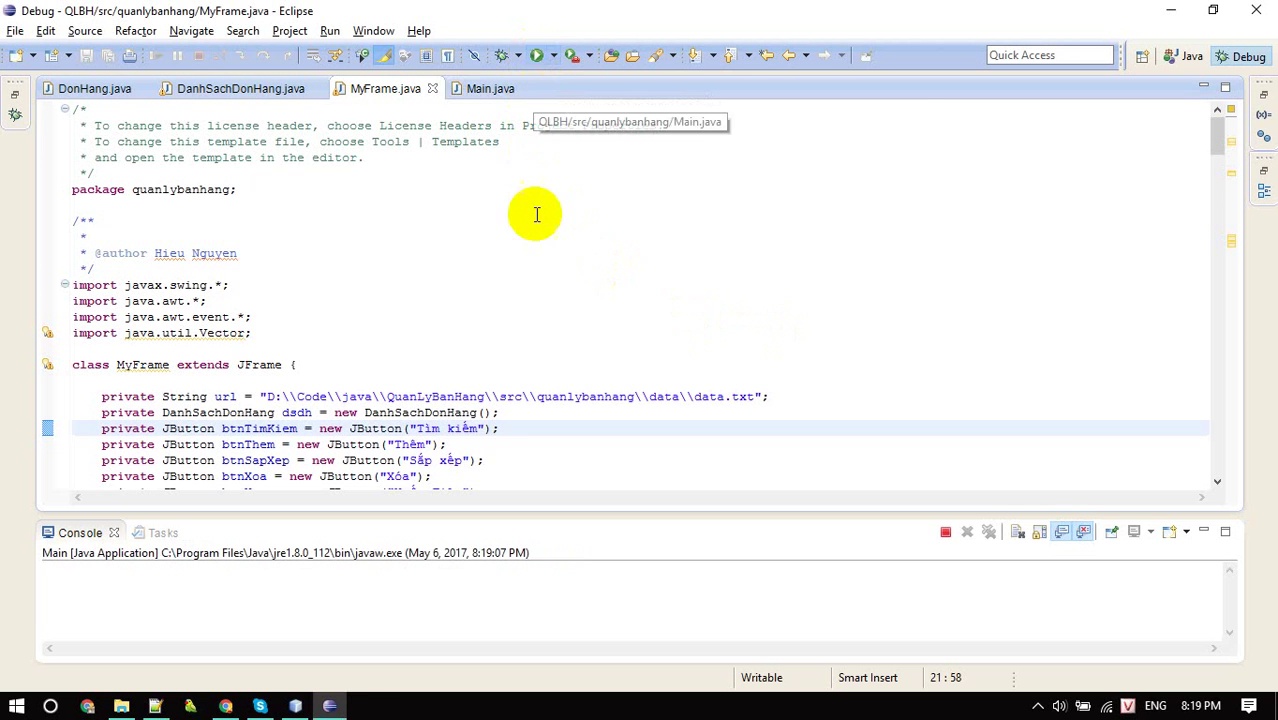 Debug - QLBH/src/quanlybanhang/MyFrame.java - Eclipse
File Edit Source Refactor Navigate Search Project Run Window Help
Quick Access
Java
Debug
DonHang.java
DanhSachDonHang.java
MyFrame.java
Main.java
/*
* To change this license header, choose License Headers in Pr
QLBH/src/quanlybanhang/Main.java
* To change this template file, choose Tools | Templates
* and open the template in the editor.
*/
package quanlybanhang;
/**
*
* @author Hieu Nguyen
*/
import javax.swing.*;
import java.awt.*;
import java.awt.event.*;
import java.util.Vector;
class MyFrame extends JFrame {
private String url = "D:\\Code\\java\\QuanLyBanHang\\src\\quanlybanhang\\data\\data.txt";
private DanhSachDonHang dsdh = new DanhSachDonHang();
private JButton btnTimKiem = new JButton("Tìm kiếm");
private JButton btnThem = new JButton("Thêm");
private JButton btnSapXep = new JButton("Sắp xếp");
private JButton btnXoa = new JButton("Xóa");
Console
Tasks
Main [Java Application] C:\Program Files\Java\jre1.8.0_112\bin\javaw.exe (May 6, 2017, 8:19:07 PM)
Writable
Smart Insert
21 : 58
V
ENG
8:19 PM